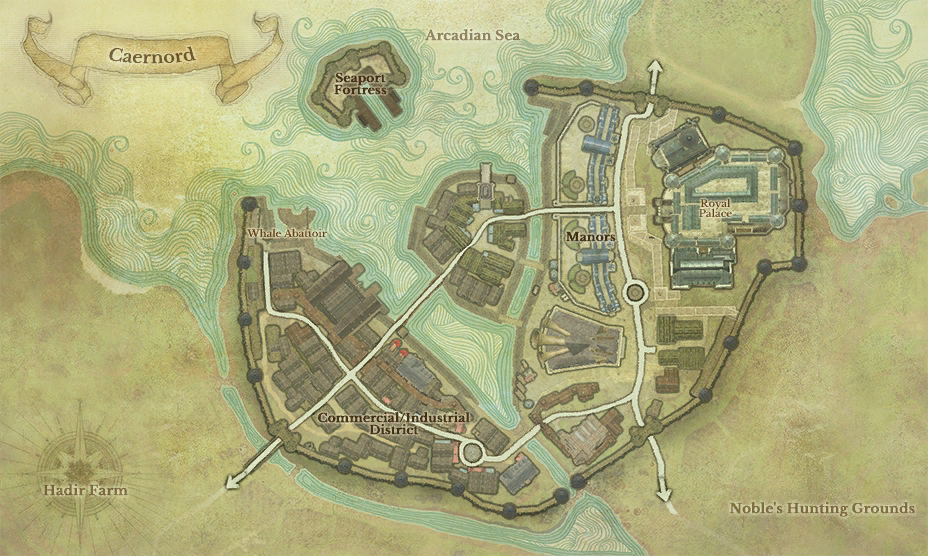 Caernord
Arcadian Sea
Seaport
Fortress
Royal
Palace
Whale Abattoir
Manors
Commercial/Industrial
District
Hadir Farm
Noble's Hunting Grounds